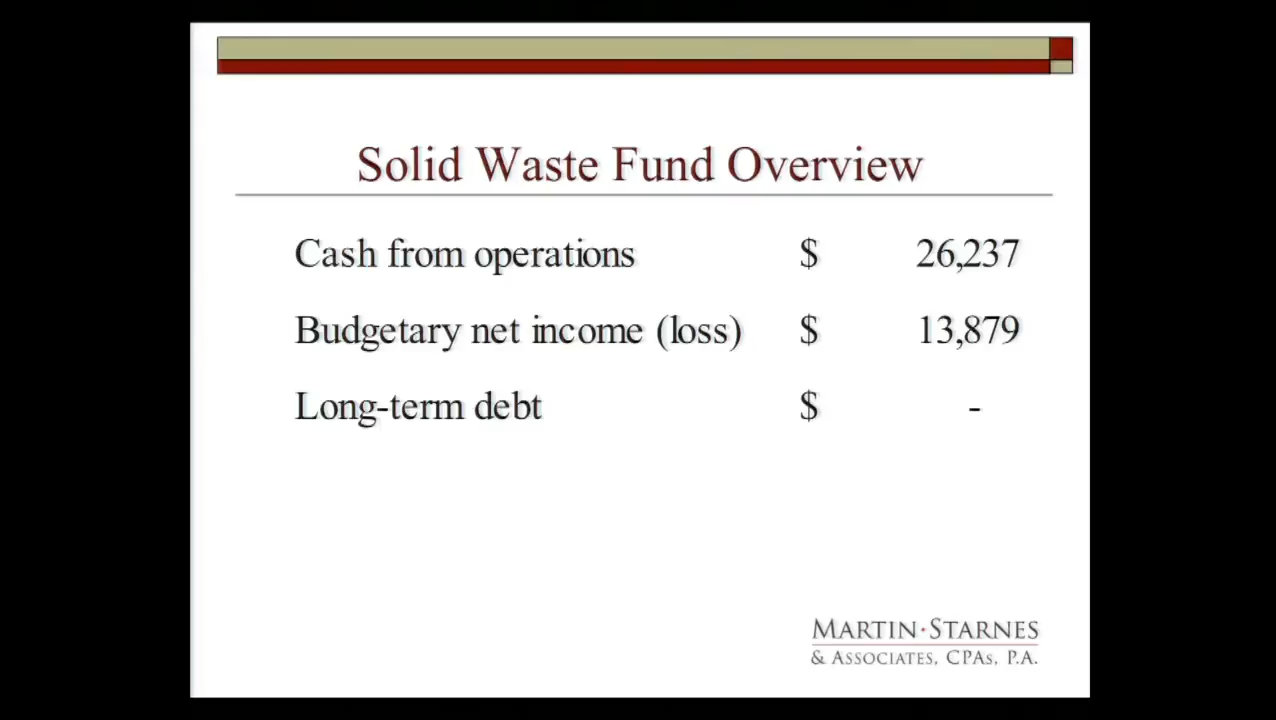 Solid Waste Fund Overview
Cash from operations $ 26,237
Budgetary net income (loss) $ 13,879
Long-term debt $ -
MARTIN·STARNES
& ASSOCIATES, CPAS, P.A.